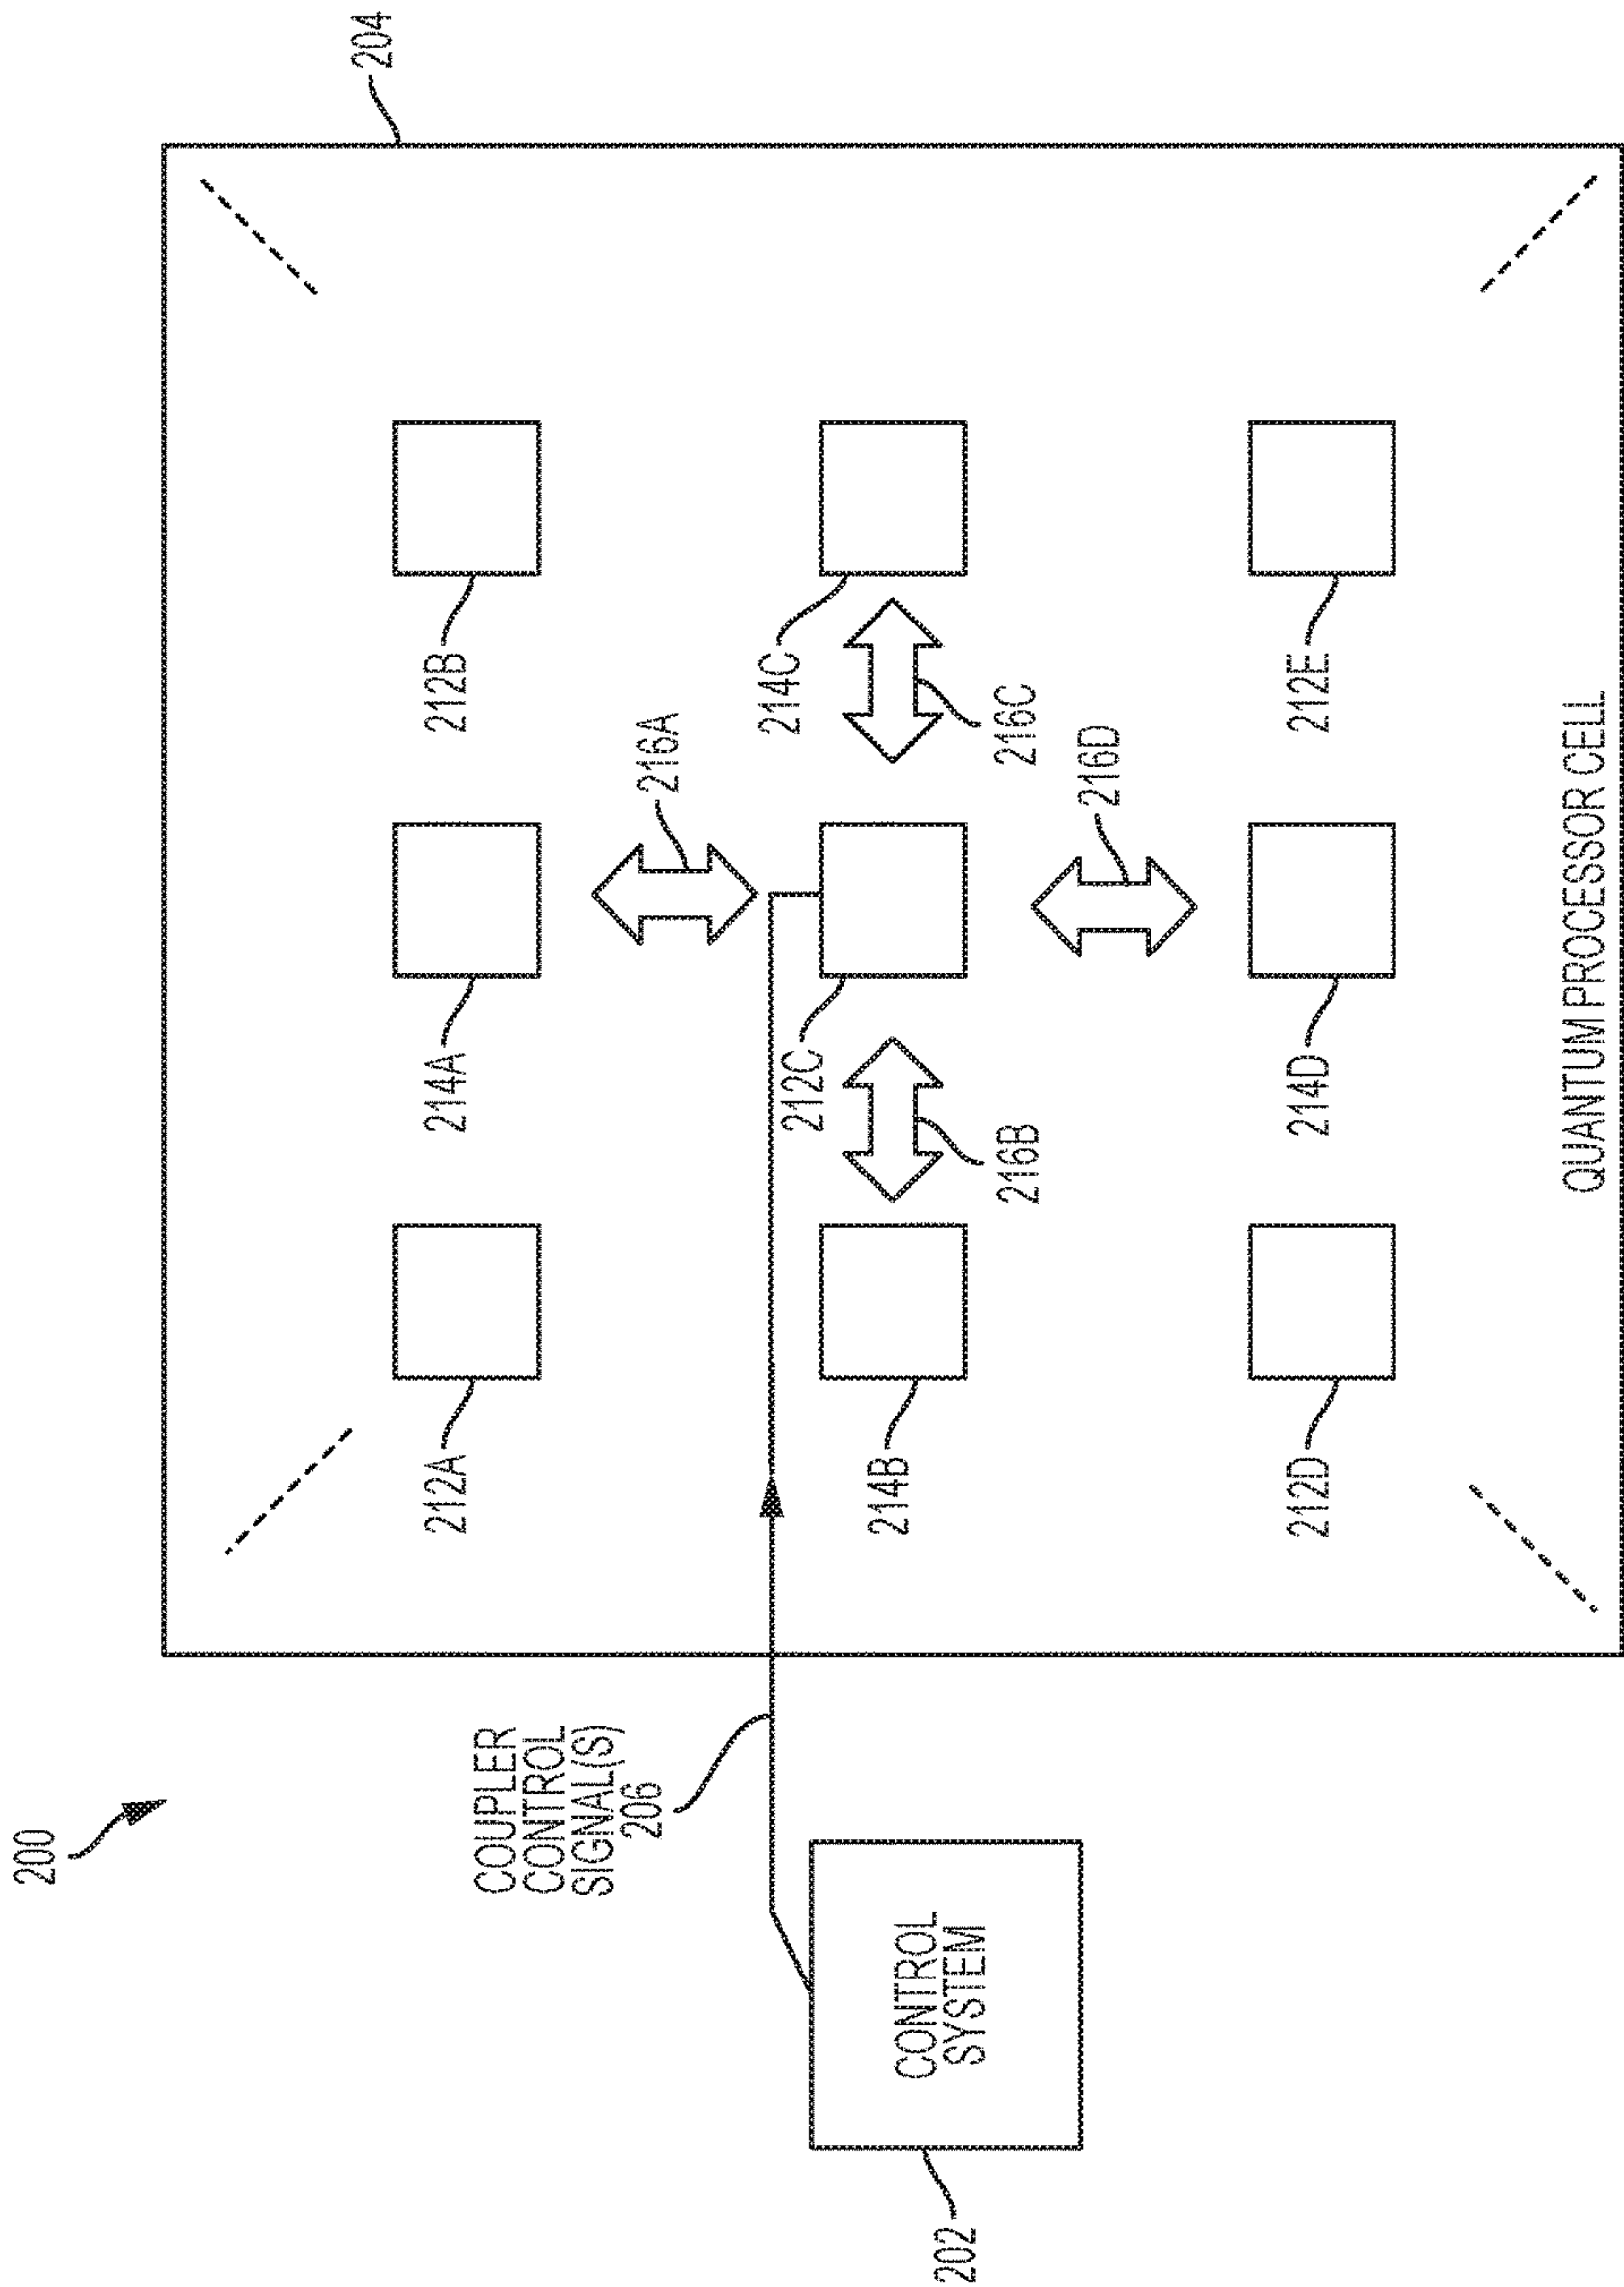 200
204
212A
214A
212B
216A
COUPLER
CONTROL
SIGNAL(S)
206
212C
214C
214B
216B
216C
CONTROL
SYSTEM
202
216D
212D
214D
212E
QUANTUM PROCESSOR CELL